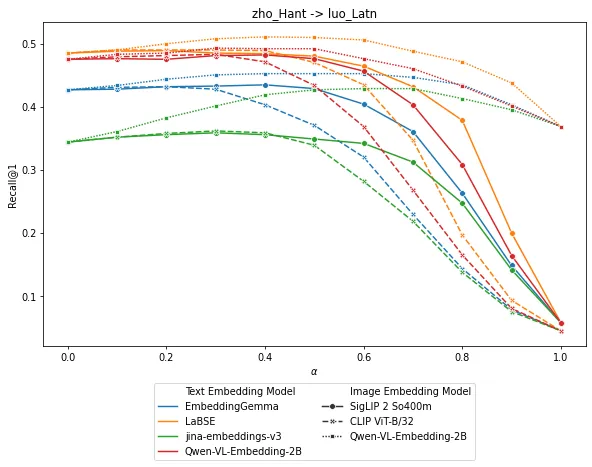 zho_Hant -> luo_Latn
Recall@1
0.5
0.4
0.3
0.2
0.1
0.0 0.2 0.4 0.6 0.8 1.0
α
Text Embedding Model Image Embedding Model
EmbeddingGemma SigLIP 2 So400m
LaBSE CLIP ViT-B/32
jina-embeddings-v3 Qwen-VL-Embedding-2B
Qwen-VL-Embedding-2B